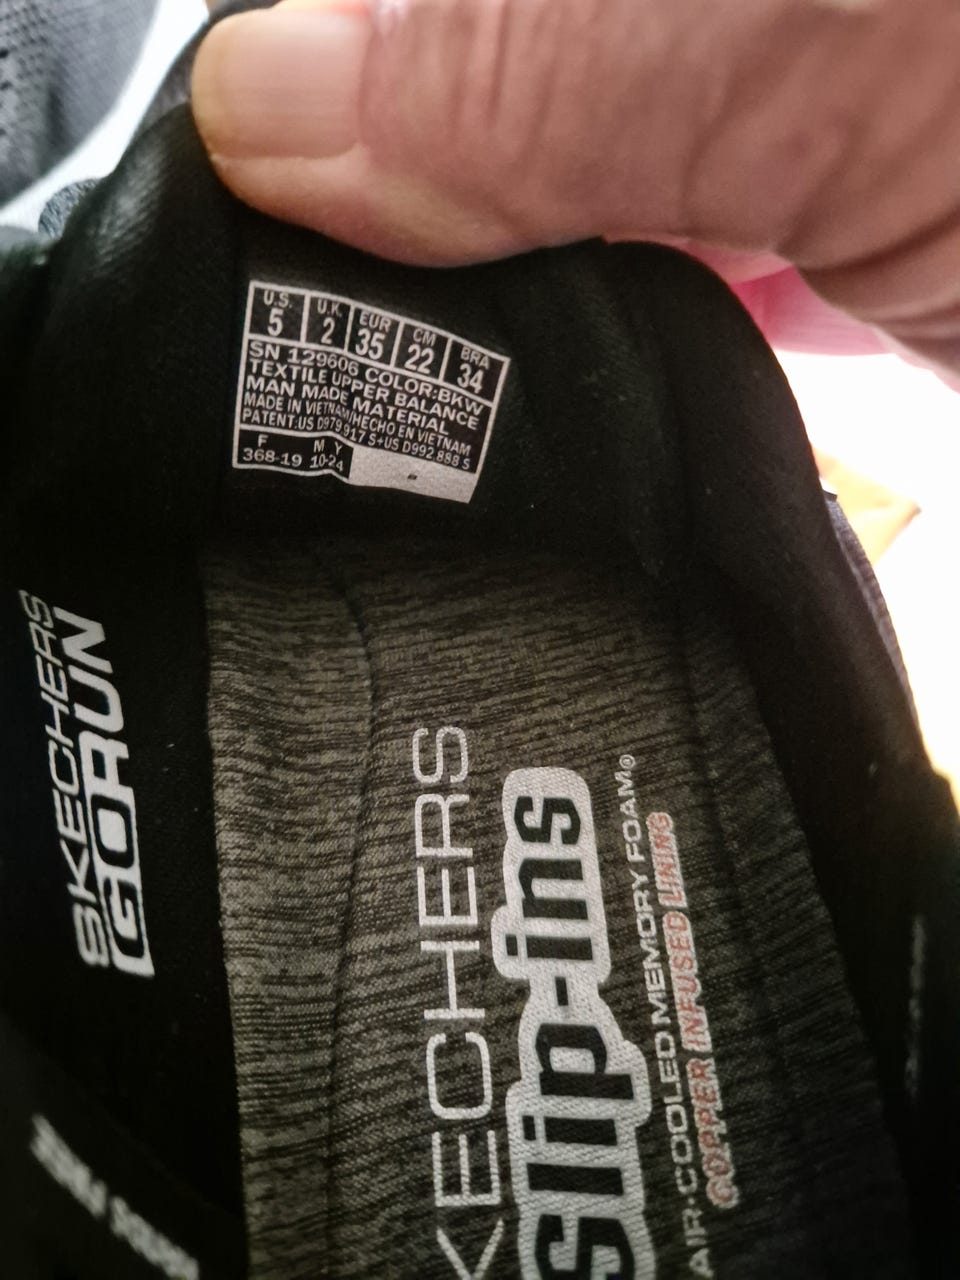 U.S. U.K. EUR CM BRA
5 2 35 22 34
SN 129606 COLOR:BKW
TEXTILE UPPER BALANCE
MAN MADE MATERIAL
MADE IN VIETNAM/HECHO EN VIETNAM
PATENT:US D979 917 S+US D992 888 S
F M Y
368-19 10-24
SKECHERS
GORUN
SKECHERS
slip-ins
AIR-COOLED MEMORY FOAM®
COPPER INFUSED LINING